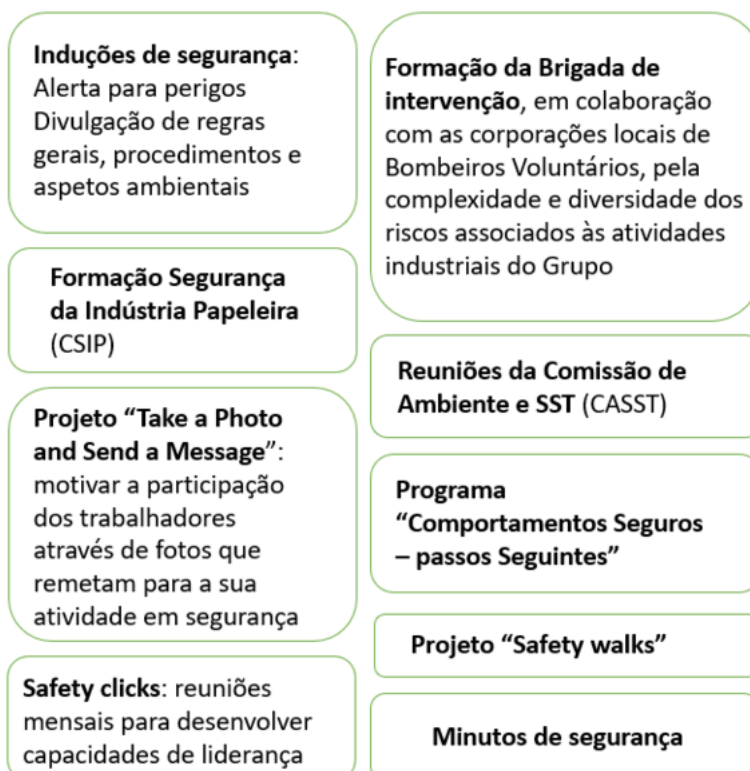 Induções de segurança:
Alerta para perigos
Divulgação de regras
gerais, procedimentos e
aspetos ambientais
Formação Segurança
da Indústria Papeleira
(CSIP)
Projeto “Take a Photo
and Send a Message”:
motivar a participação
dos trabalhadores
através de fotos que
remetam para a sua
atividade em segurança
Safety clicks: reuniões
mensais para desenvolver
capacidades de liderança
Formação da Brigada de
intervenção, em colaboração
com as corporações locais de
Bombeiros Voluntários, pela
complexidade e diversidade dos
riscos associados às atividades
industriais do Grupo
Reuniões da Comissão de
Ambiente e SST (CASST)
Programa
“Comportamentos Seguros
– passos Seguintes”
Projeto “Safety walks”
Minutos de segurança